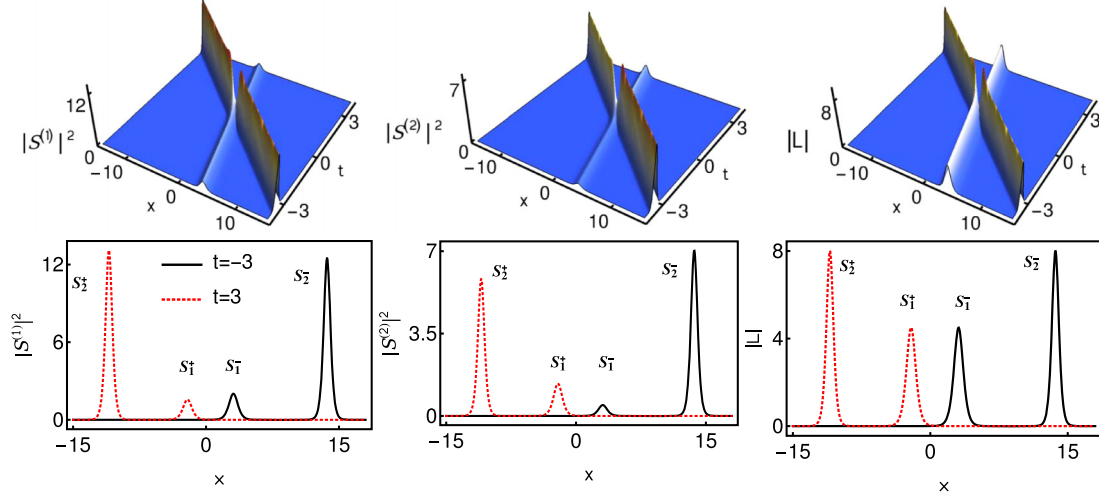 12
|S⁽¹⁾|²
0
−10
0
x
10
−3
0
t
3
7
|S⁽²⁾|²
0
−10
0
x
10
−3
0
t
3
8
|L|
0
−10
0
x
10
−3
0
t
3
12
6
0
|S⁽¹⁾|²
S₂⁺
t=−3
t=3
S₁⁺
S₁⁻
S₂⁻
−15
0
15
x
7
3.5
0
|S⁽²⁾|²
S₂⁺
S₁⁺
S₁⁻
S₂⁻
−15
0
15
x
8
4
0
|L|
S₂⁺
S₁⁺
S₁⁻
S₂⁻
−15
0
15
x